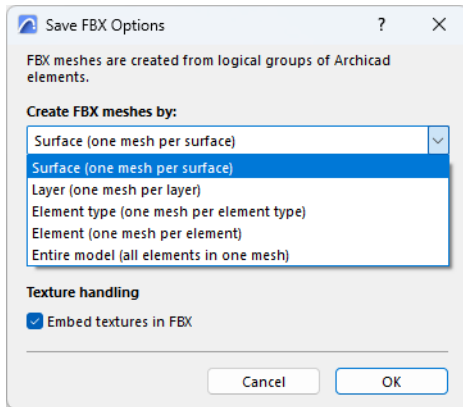 Save FBX Options
?
FBX meshes are created from logical groups of Archicad
elements.
Create FBX meshes by:
Surface (one mesh per surface)
Surface (one mesh per surface)
Layer (one mesh per layer)
Element type (one mesh per element type)
Element (one mesh per element)
Entire model (all elements in one mesh)
Texture handling
Embed textures in FBX
Cancel OK